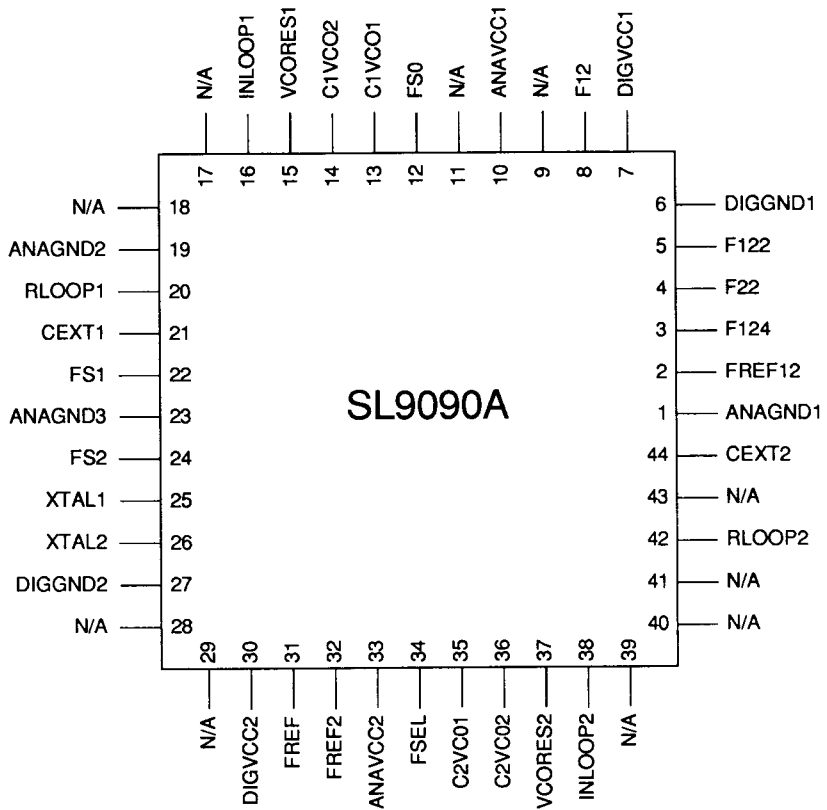 N/A
INLOOP1
VCORES1
C1VCO2
C1VCO1
FS0
N/A
ANAVCC1
N/A
F12
DIGVCC1
17
16
15
14
13
12
11
10
9
8
7
N/A 18
ANAGND2 19
RLOOP1 20
CEXT1 21
FS1 22
ANAGND3 23
FS2 24
XTAL1 25
XTAL2 26
DIGGND2 27
N/A 28
SL9090A
6 DIGGND1
5 F122
4 F22
3 F124
2 FREF12
1 ANAGND1
44 CEXT2
43 N/A
42 RLOOP2
41 N/A
40 N/A
29
30
31
32
33
34
35
36
37
38
39
N/A
DIGVCC2
FREF
FREF2
ANAVCC2
FSEL
C2VC01
C2VC02
VCORES2
INLOOP2
N/A